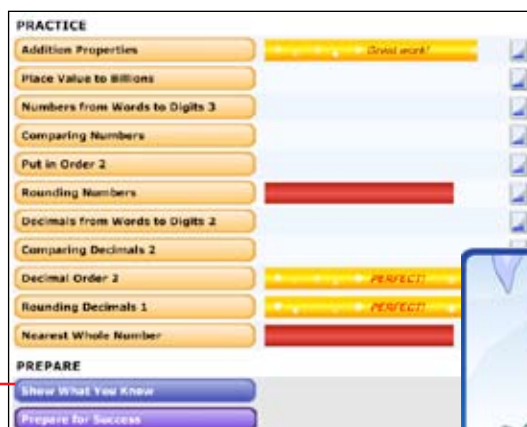 PRACTICE
Addition Properties Great work!
Place Value to Billions
Numbers from Words to Digits 3
Comparing Numbers
Put in Order 2
Rounding Numbers
Decimals from Words to Digits 2
Comparing Decimals 2
Decimal Order 2 PERFECT!
Rounding Decimals 1 PERFECT!
Nearest Whole Number
PREPARE
Show What You Know
Prepare for Success